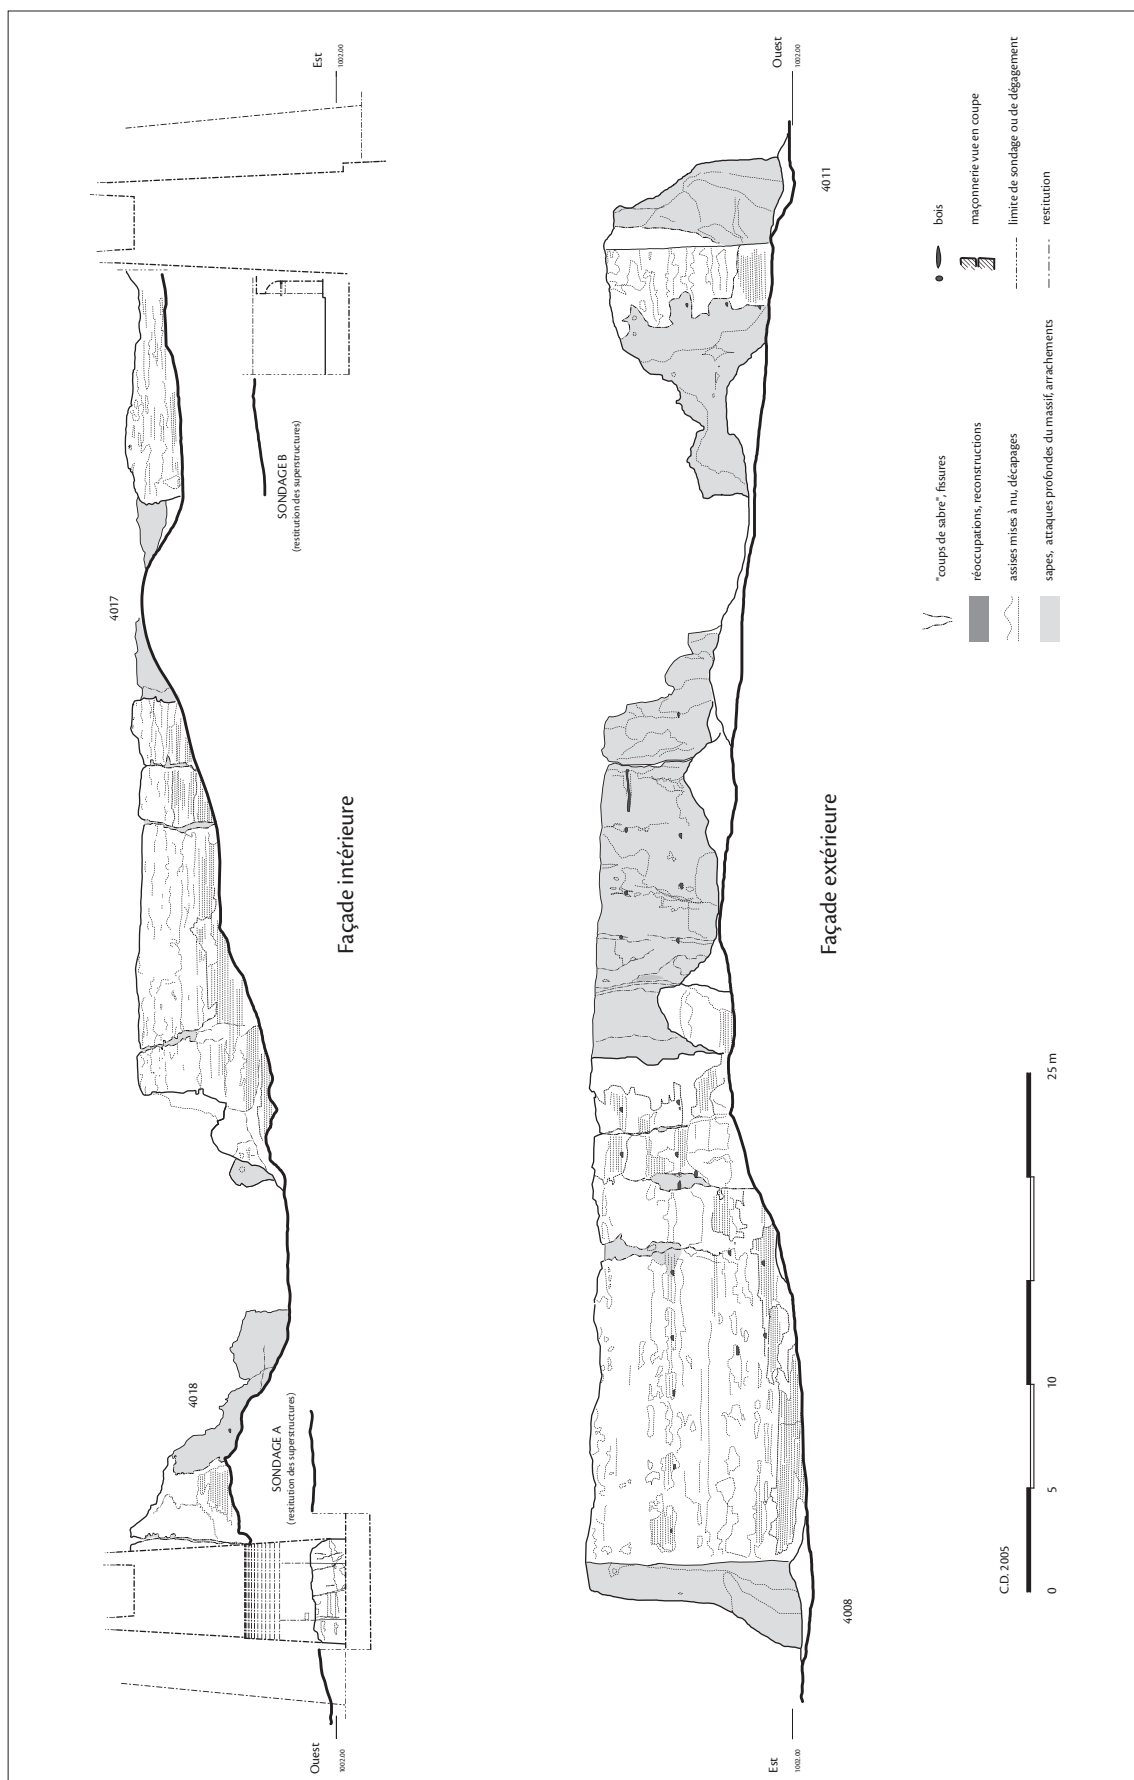 Ouest
1002.00
SONDAGE A
(restitution des superstructures)
4018
4017
SONDAGE B
(restitution des superstructures)
Est
1002.00
Façade intérieure
Est
1002.00
4008
4011
Ouest
1002.00
Façade extérieure
C.D. 2005
0
5
10
25 m
"coups de sabre", fissures
réoccupations, reconstructions
assises mises à nu, décapages
sapes, attaques profondes du massif, arrachements
bois
maçonnerie vue en coupe
limite de sondage ou de dégagement
restitution